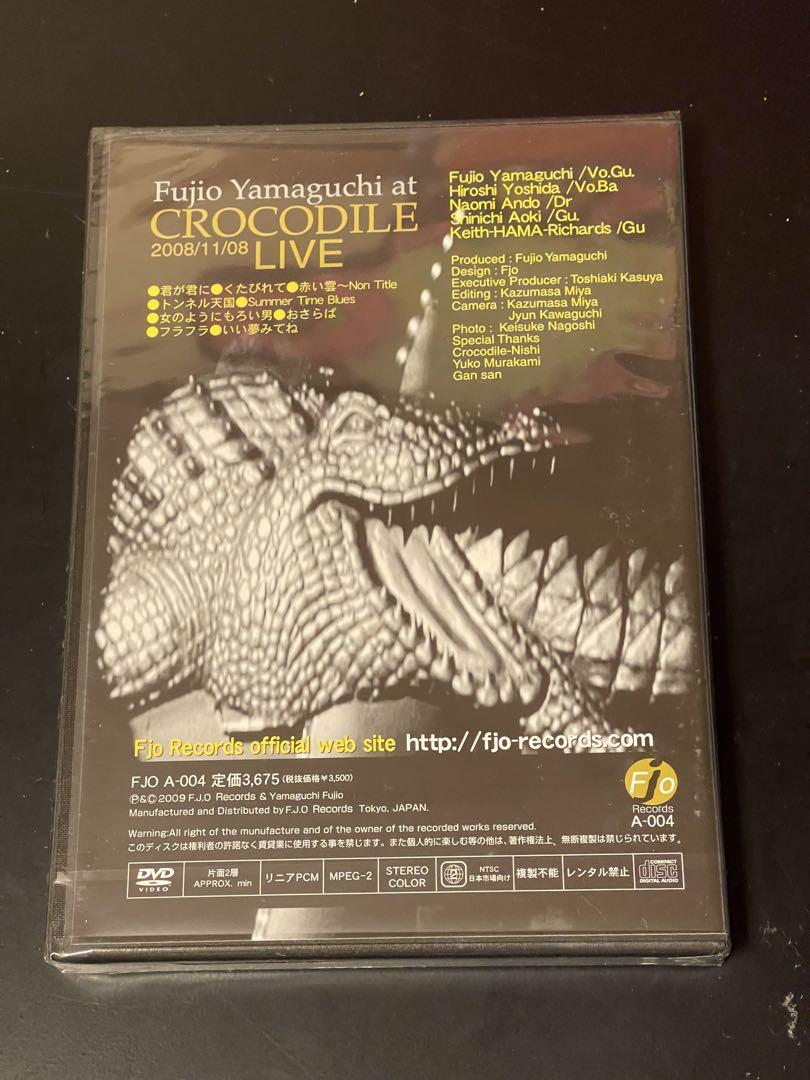 Fujio Yamaguchi at
CROCODILE
2008/11/08 LIVE
●君が君に●くたびれて●赤い雲〜Non Title
●トンネル天国●Summer Time Blues
●女のようにもろい男●おさらば
●フラフラ●いい夢みてね
Fujio Yamaguchi /Vo.Gu.
Hiroshi Yoshida /Vo.Ba
Naomi Ando /Dr
Shinichi Aoki /Gu.
Keith-HAMA-Richards /Gu
Produced : Fujio Yamaguchi
Design : Fjo
Executive Producer : Toshiaki Kasuya
Editing : Kazumasa Miya
Camera : Kazumasa Miya
Jyun Kawaguchi
Photo : Keisuke Nagoshi
Special Thanks
Crocodile-Nishi
Yuko Murakami
Gan san
Fjo Records official web site http://fjo-records.com
FJO A-004 定価3,675 (税抜価格¥3,500)
℗&© 2009 F.J.O Records & Yamaguchi Fujio
Manufactured and Distributed by F.J.O Records Tokyo, JAPAN.
Fjo
Records
A-004
Warning:All right of the munufacture and of the owner of the recorded works reserved.
このディスクは権利者の許諾なく賃貸業に使用する事を禁じます。また個人的に楽しむ等の他は、著作権法上、無断複製は禁じられています。
DVD VIDEO
片面2層
APPROX. min
リニアPCM
MPEG-2
STEREO
COLOR
2
NTSC
日本市場向け
複製不能
レンタル禁止
COMPACT
disc
DIGITAL AUDIO